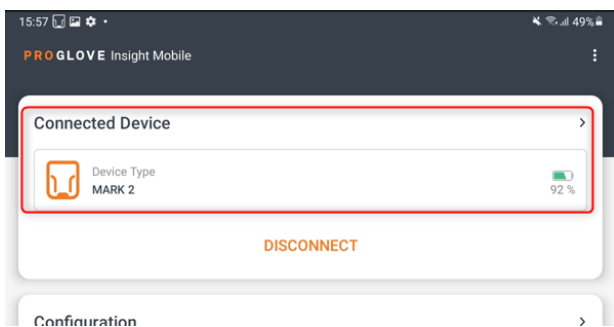 15:57 49%
PROGLOVE Insight Mobile
Connected Device
Device Type
MARK 2
92 %
DISCONNECT
Configuration